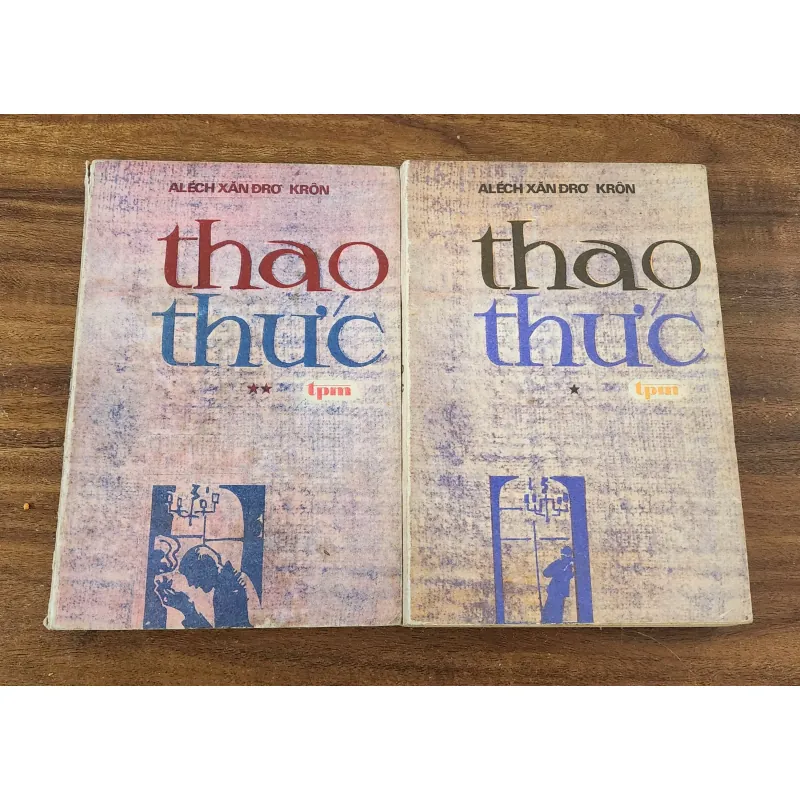 ALÉCH XĂN ĐRƠ KRÔN
thao
thức
★★ tpm
ALÉCH XĂN ĐRƠ KRÔN
thao
thức
★ tpm